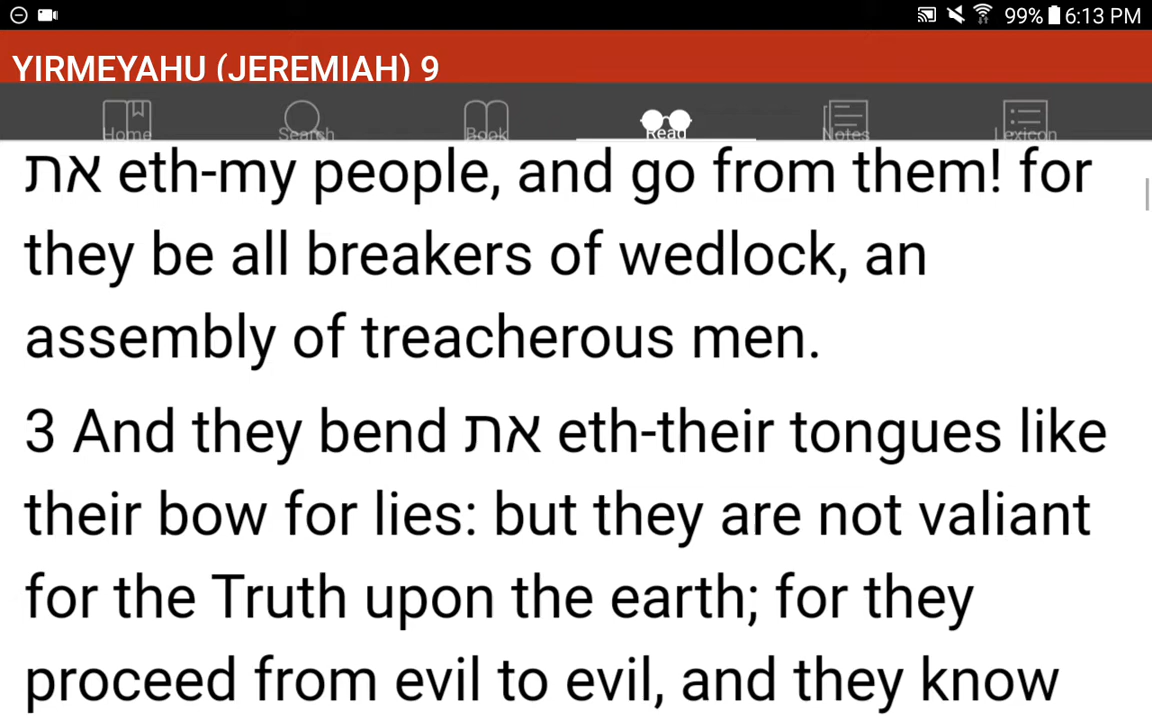 99% 6:13 PM
YIRMEYAHU (JEREMIAH) 9
Home Search Book Read Notes Lexicon
את eth-my people, and go from them! for
they be all breakers of wedlock, an
assembly of treacherous men.
3 And they bend את eth-their tongues like
their bow for lies: but they are not valiant
for the Truth upon the earth; for they
proceed from evil to evil, and they know